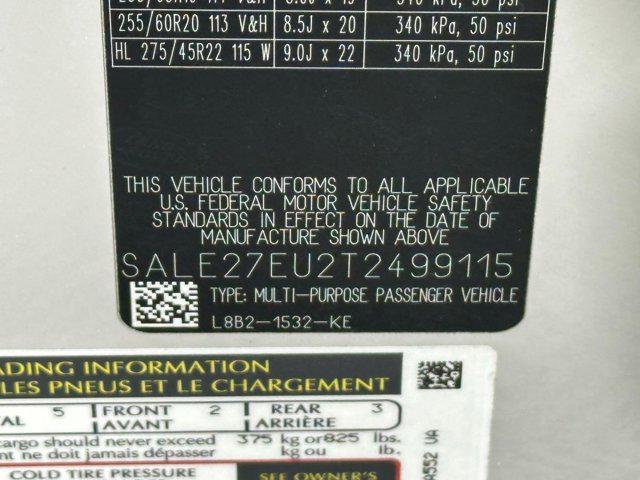 255/60R20 113 V&H 8.5J x 20 340 kPa, 50 psi
HL 275/45R22 115 W 9.0J x 22 340 kPa, 50 psi
THIS VEHICLE CONFORMS TO ALL APPLICABLE
U.S. FEDERAL MOTOR VEHICLE SAFETY
STANDARDS IN EFFECT ON THE DATE OF
MANUFACTURE SHOWN ABOVE
SALE27EU2T2499115
TYPE: MULTI-PURPOSE PASSENGER VEHICLE
L8B2-1532-KE
ADING INFORMATION
LES PNEUS ET LE CHARGEMENT
TAL 5 FRONT 2 REAR 3
AVANT ARRIÈRE
cargo should never exceed 375 kg or 825 lbs.
nt ne doit jamais dépasser kg ou lb.
COLD TIRE PRESSURE SEE OWNER'S
A552 UA